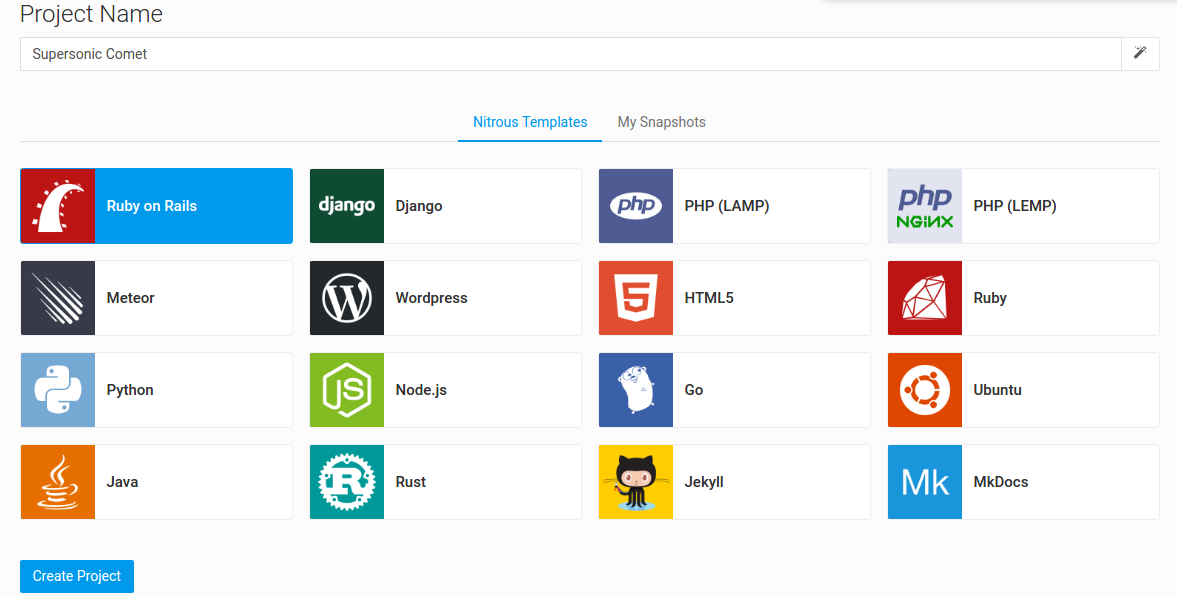 Project Name
Supersonic Comet
Nitrous Templates My Snapshots
Ruby on Rails
django Django
php PHP (LAMP)
php NGiNX PHP (LEMP)
Meteor
W Wordpress
5 HTML5
Ruby
Python
JS Node.js
Go
Ubuntu
Java
R Rust
Jekyll
Mk MkDocs
Create Project